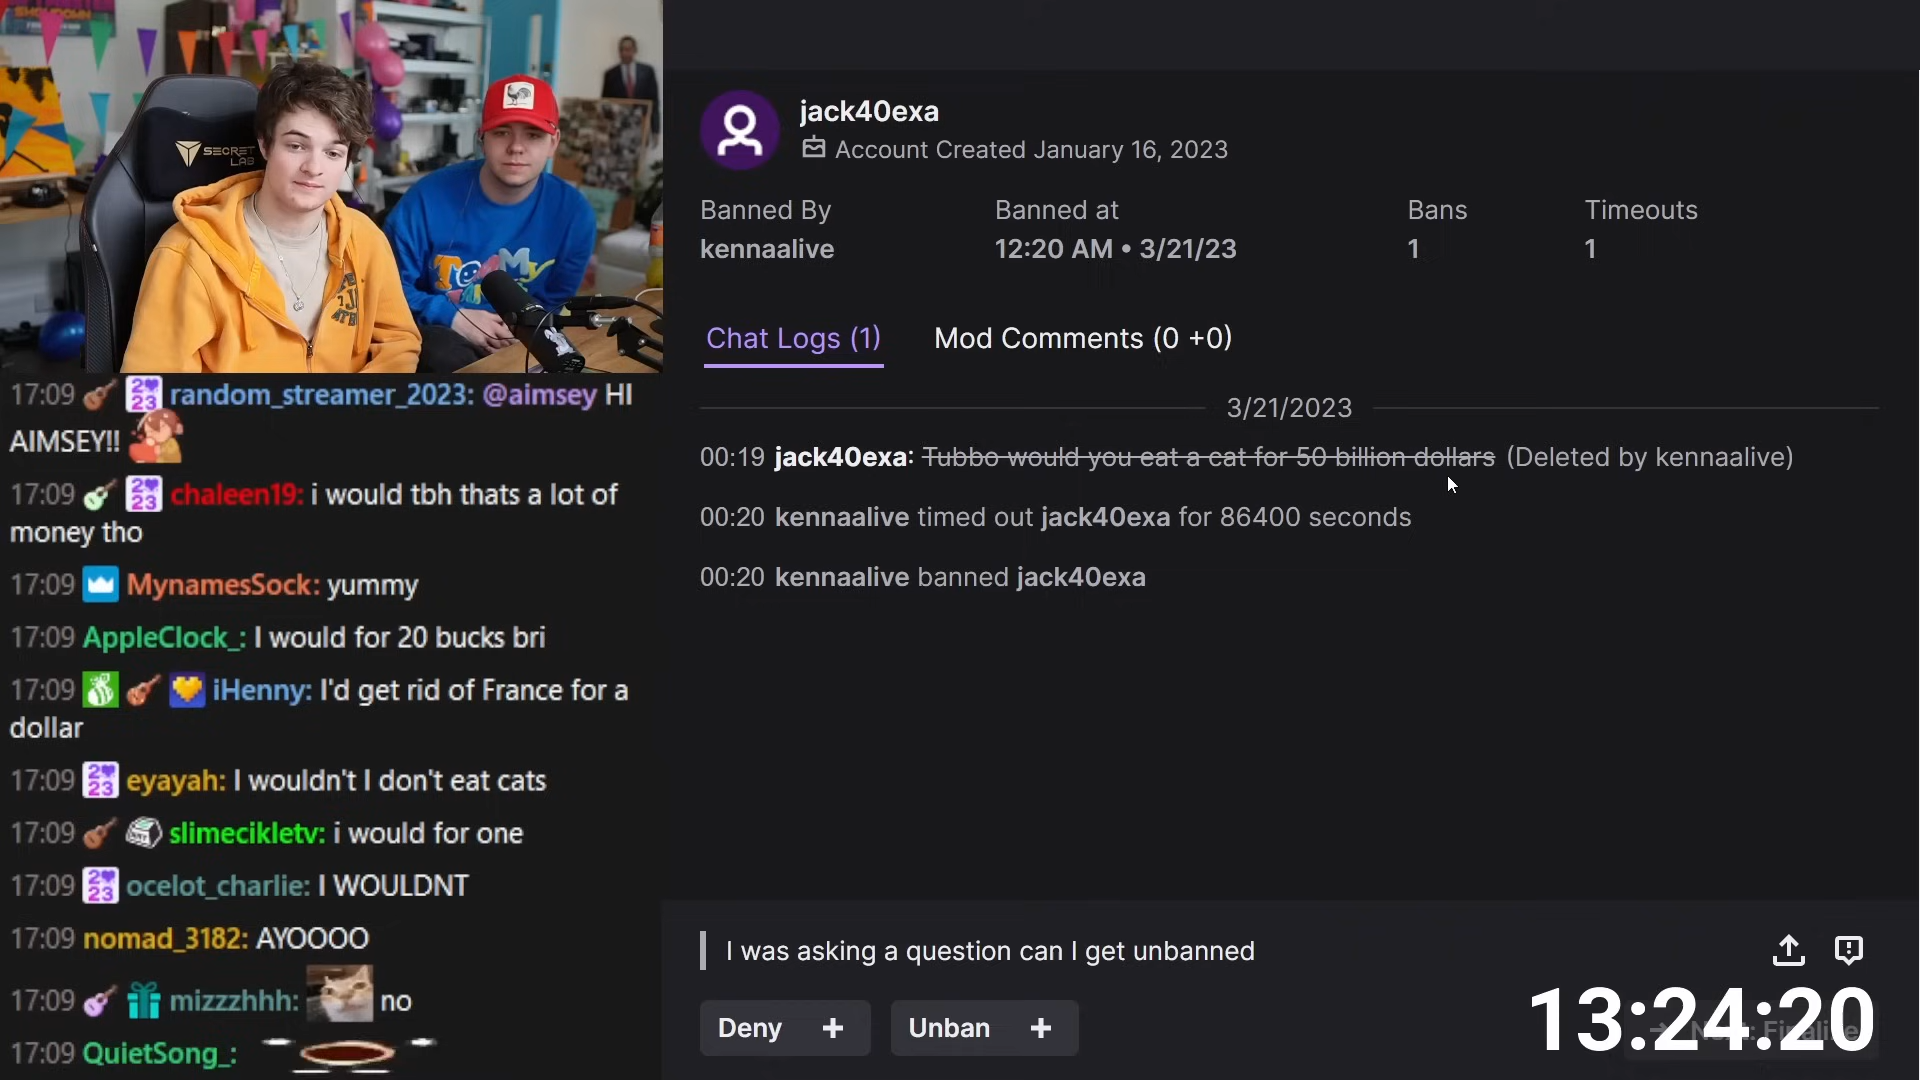 SECRET
LAB
jack40exa
Account Created January 16, 2023
Banned By
Banned at
Bans
Timeouts
kennaalive
12:20 AM • 3/21/23
1
1
Chat Logs (1)
Mod Comments (0 +0)
3/21/2023
00:19 jack40exa: Tubbo would you eat a cat for 50 billion dollars (Deleted by kennaalive)
00:20 kennaalive timed out jack40exa for 86400 seconds
00:20 kennaalive banned jack40exa
I was asking a question can I get unbanned
Deny +
Unban +
13:24:20
17:09 random_streamer_2023: @aimsey HI
AIMSEY!!
17:09 chaleen19: i would tbh thats a lot of
money tho
17:09 MynamesSock: yummy
17:09 AppleClock_: I would for 20 bucks bri
17:09 iHenny: I'd get rid of France for a
dollar
17:09 eyayah: I wouldn't I don't eat cats
17:09 slimecikletv: i would for one
17:09 ocelot_charlie: I WOULDNT
17:09 nomad_3182: AYOOOO
17:09 mizzzhhh: no
17:09 QuietSong_: